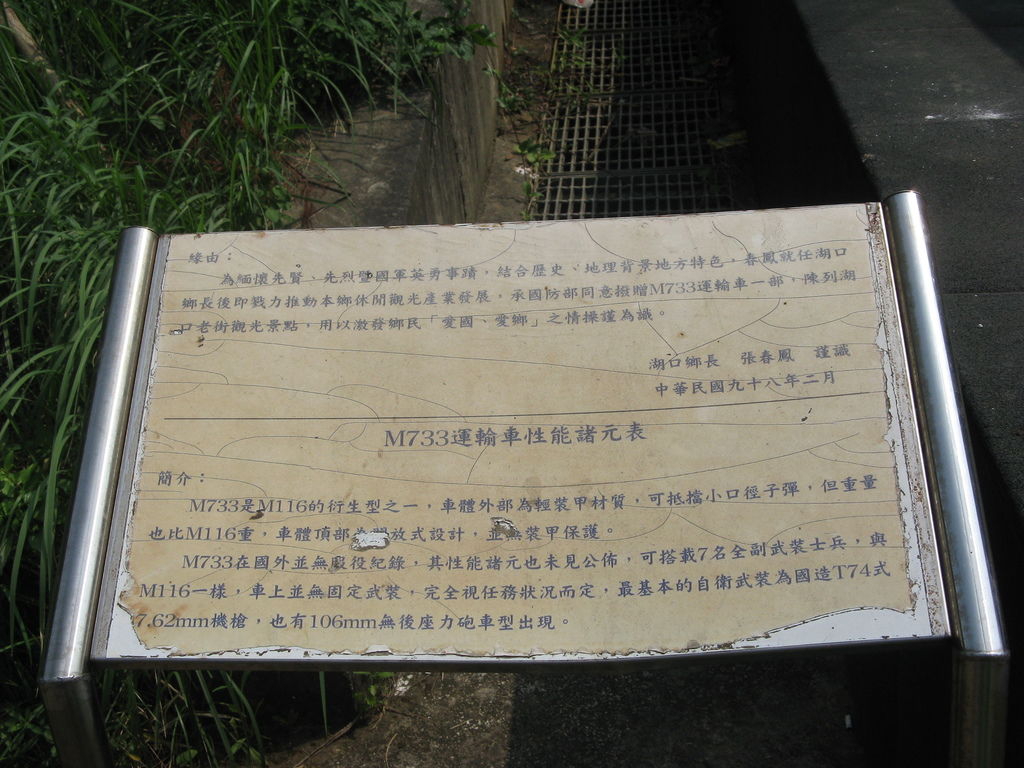 緣由：
為緬懷先賢、先烈暨國軍英勇事蹟，結合歷史、地理背景地方特色，春鳳就任湖口
鄉長後即戮力推動本鄉休閒觀光產業發展，承國防部同意撥贈M733運輸車一部，陳列湖
口老街觀光景點，用以激發鄉民「愛國、愛鄉」之情操謹為識。
湖口鄉長 張春鳳 謹識
中華民國九十八年二月
M733運輸車性能諸元表
簡介：
M733是M116的衍生型之一，車體外部為輕裝甲材質，可抵擋小口徑子彈，但重量
也比M116重，車體頂部為開放式設計，並無裝甲保護。
M733在國外並無服役紀錄，其性能諸元也未見公佈，可搭載7名全副武裝士兵，與
M116一樣，車上並無固定武裝，完全視任務狀況而定，最基本的自衛武裝為國造T74式
7.62mm機槍，也有106mm無後座力砲車型出現。